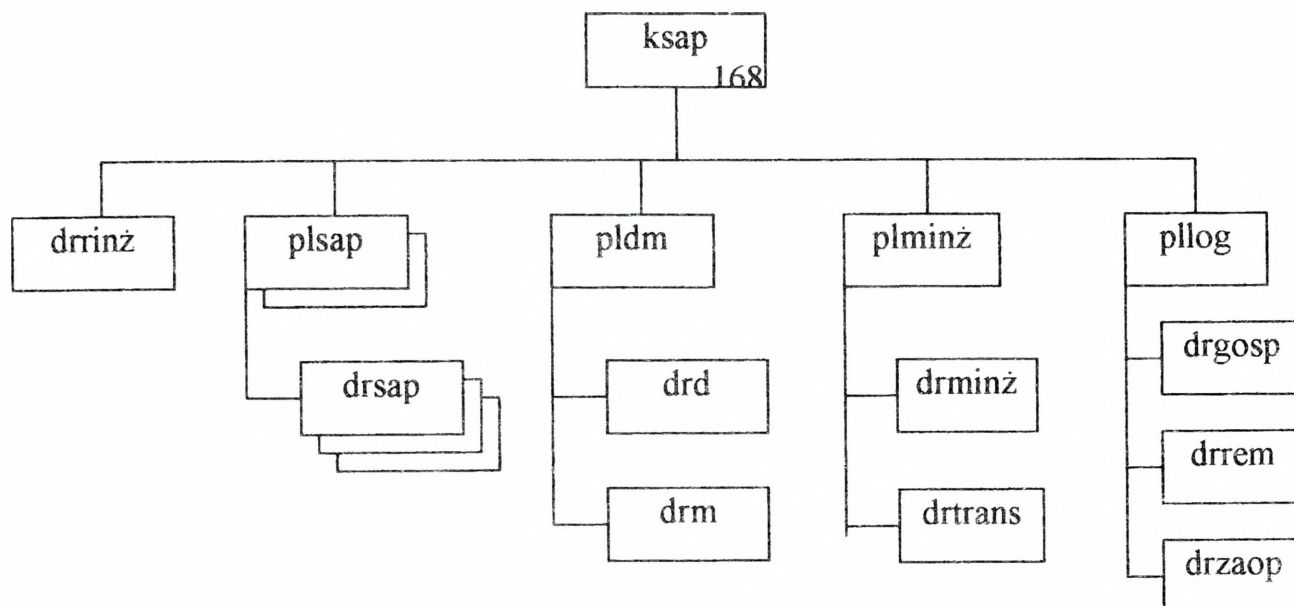 ksap
168
drrinż
plsap
pldm
plminż
pllog
drsap
drd
drminż
drgosp
drm
drtrans
drrem
drzaop